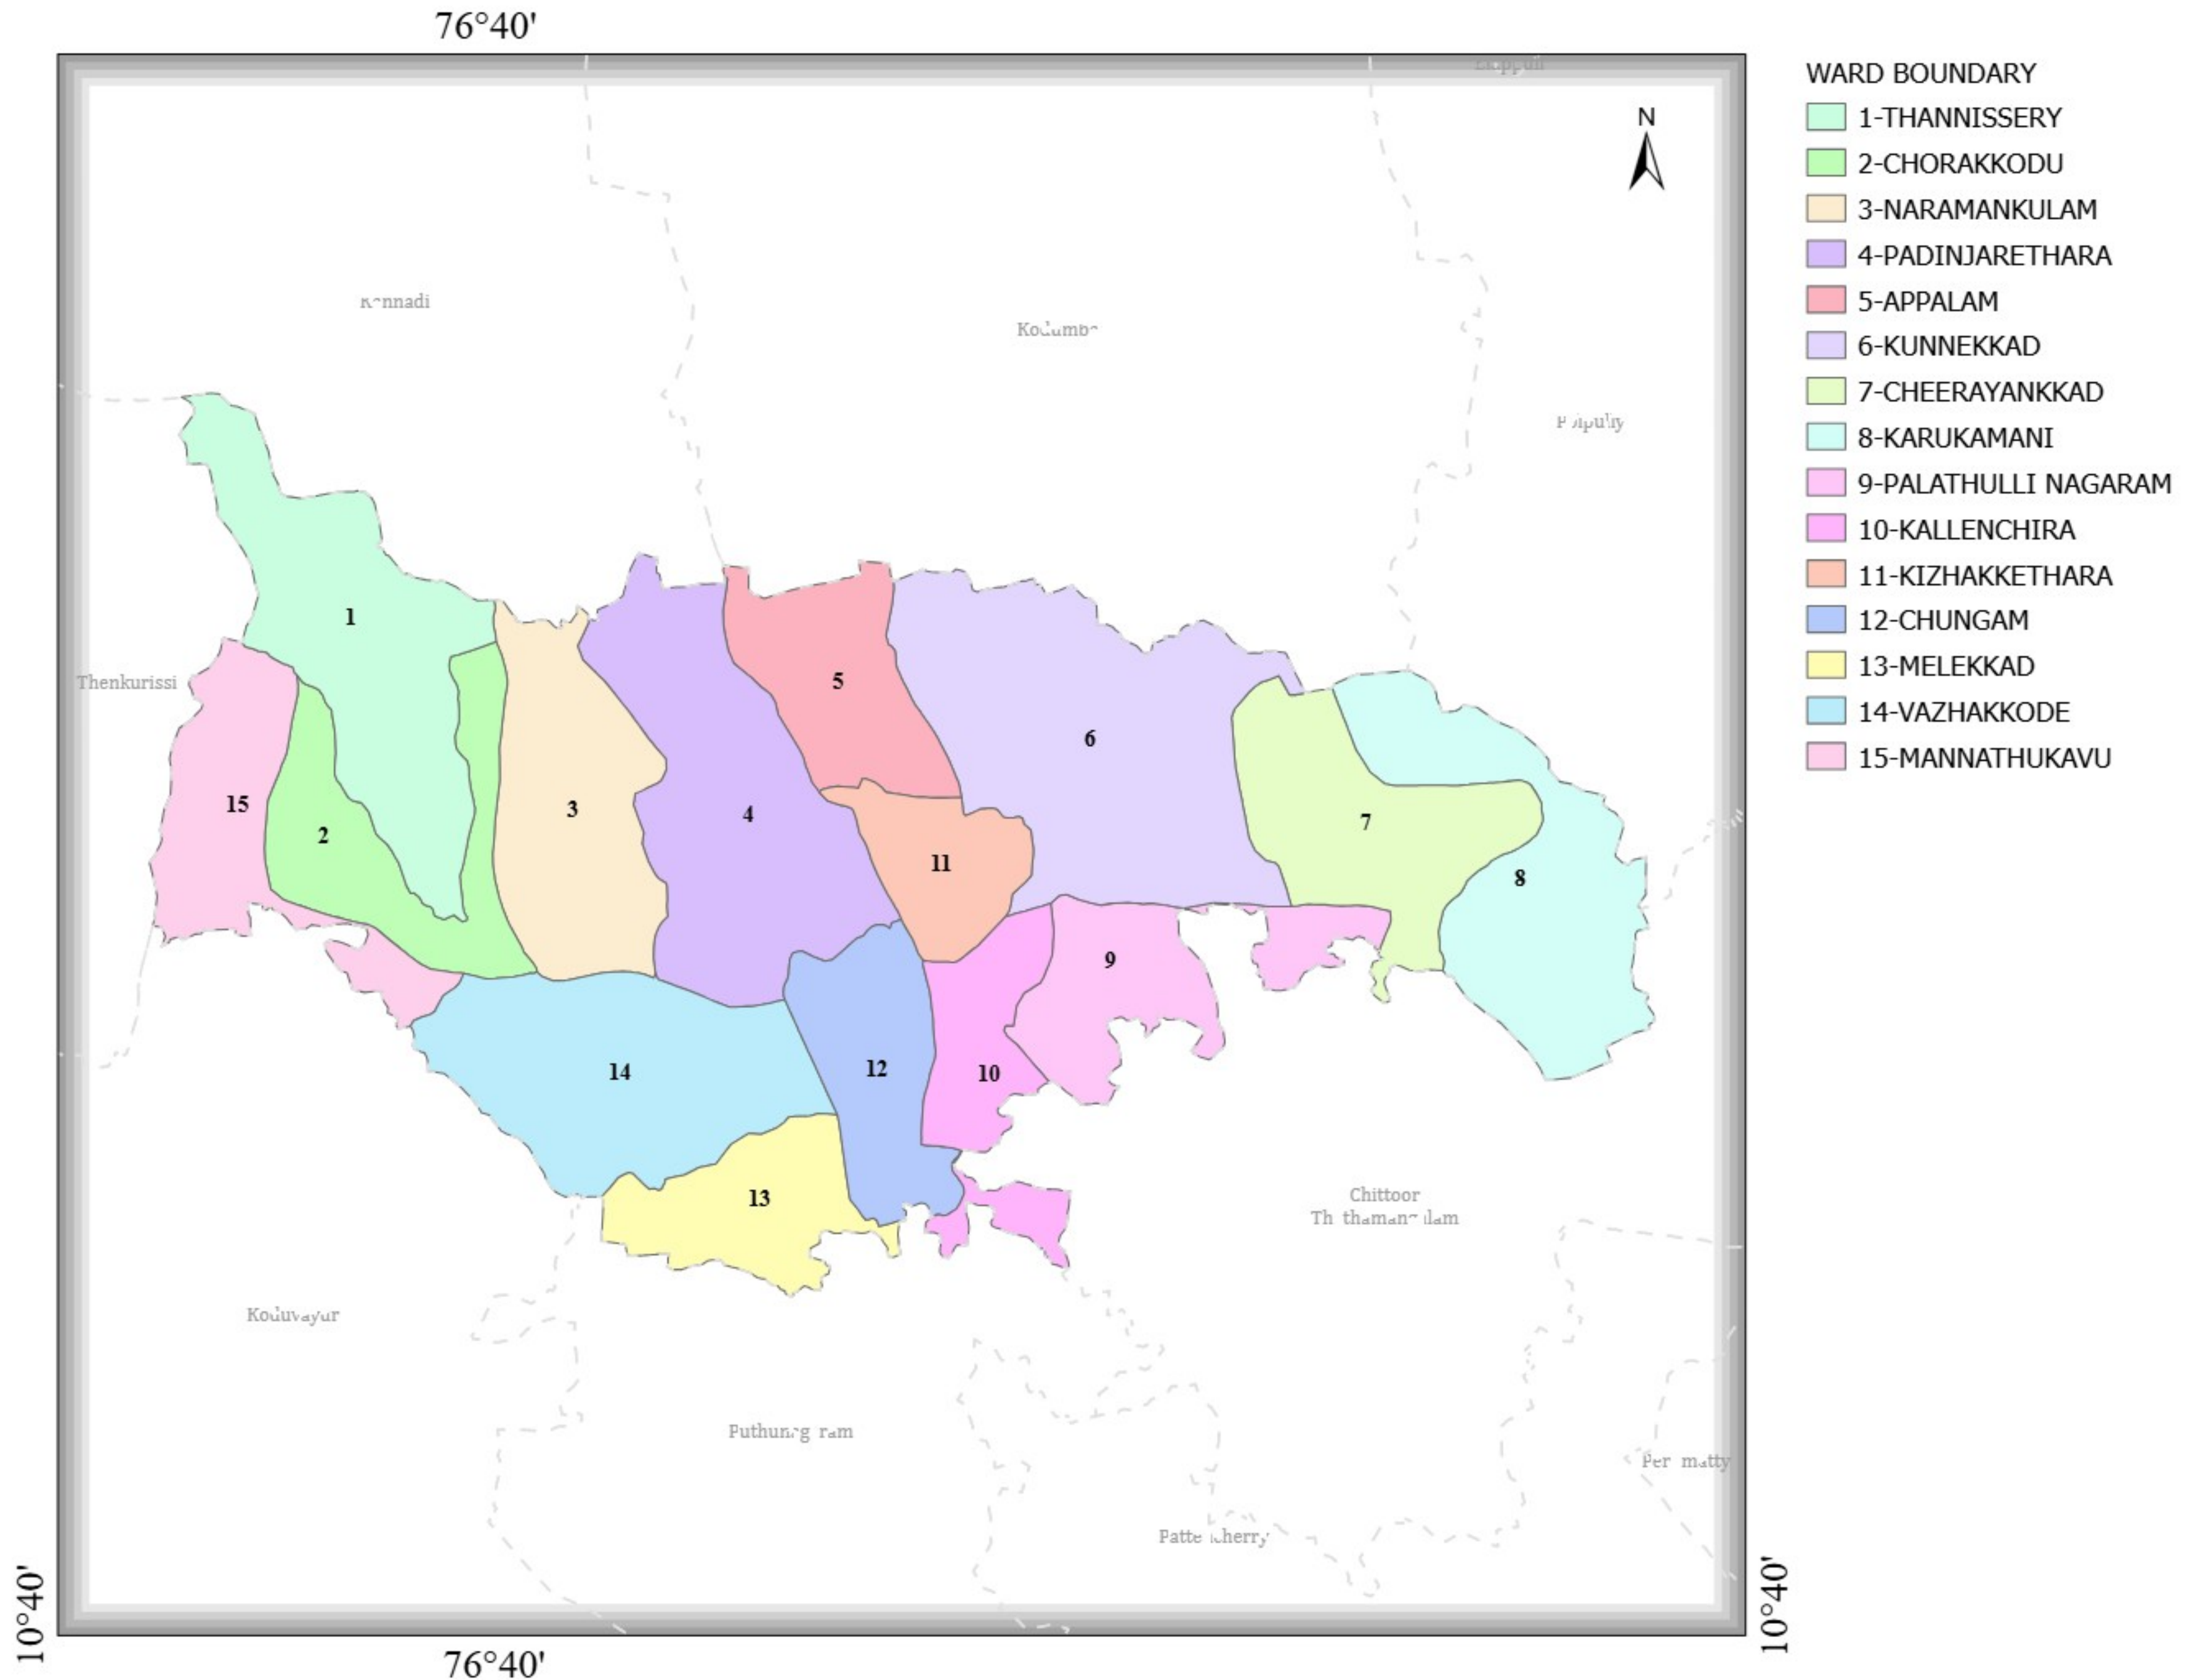 76°40'
WARD BOUNDARY
1-THANNISSERY
2-CHORAKKODU
3-NARAMANKULAM
4-PADINJARETHARA
5-APPALAM
6-KUNNEKKAD
7-CHEERAYANKKAD
8-KARUKAMANI
9-PALATHULLI NAGARAM
10-KALLENCHIRA
11-KIZHAKKETHARA
12-CHUNGAM
13-MELEKKAD
14-VAZHAKKODE
15-MANNATHUKAVU
N
1
Thenkurissi
5
6
15
3
4
7
2
11
8
9
14
12
10
13
Chittoor
Koduvayur
10°40'
10°40'
76°40'